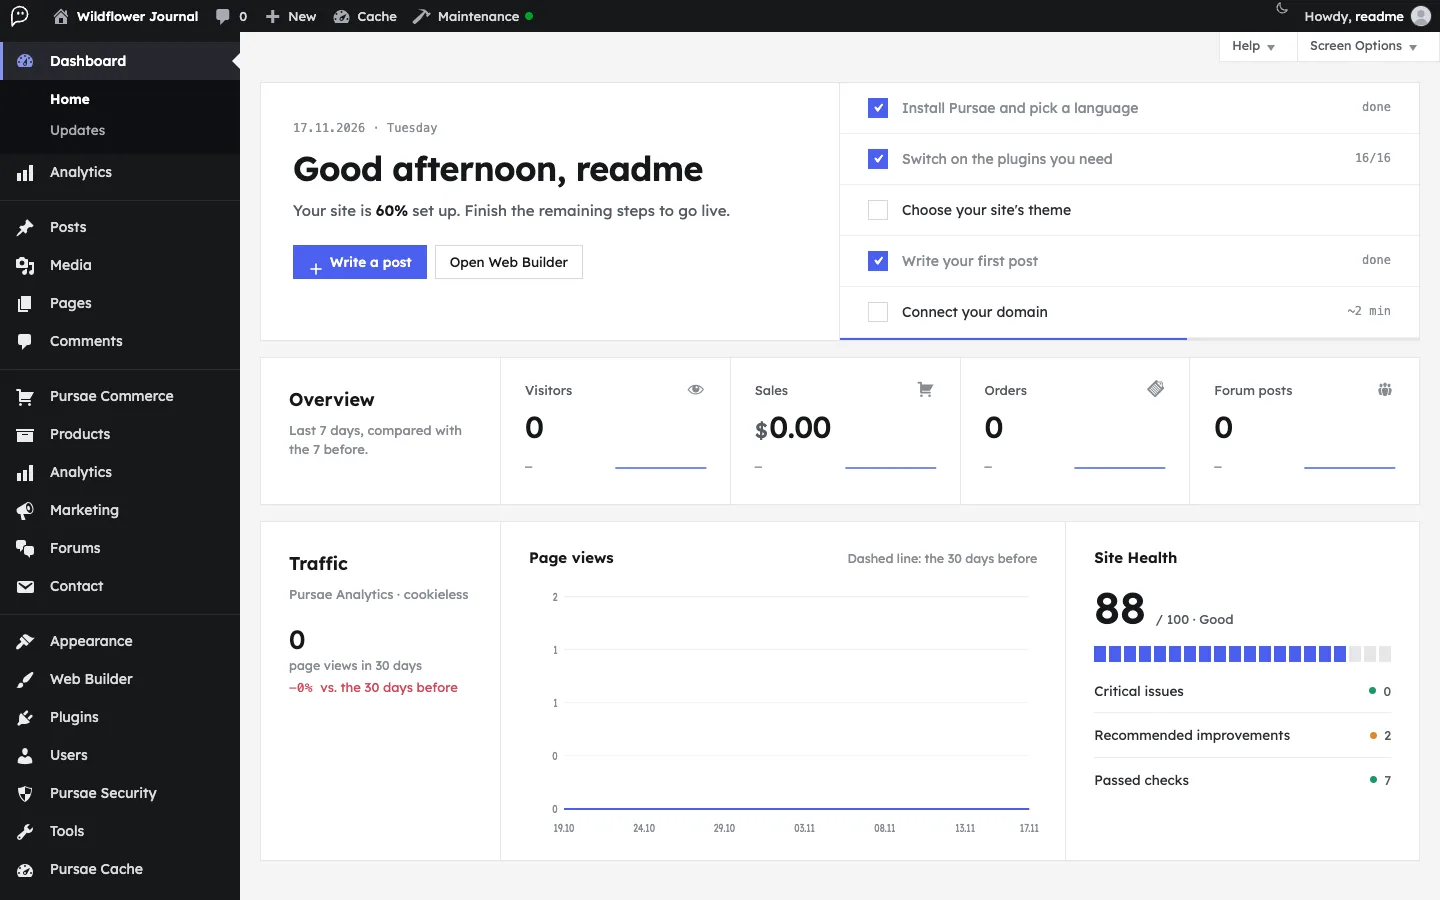 Wildflower Journal
0
New
Cache
Maintenance
Howdy, readme
Help
Screen Options
Dashboard
Home
Updates
Analytics
Posts
Media
Pages
Comments
Pursae Commerce
Products
Analytics
Marketing
Forums
Contact
Appearance
Web Builder
Plugins
Users
Pursae Security
Tools
Pursae Cache
17.11.2026 · Tuesday
Good afternoon, readme
Your site is 60% set up. Finish the remaining steps to go live.
Write a post
Open Web Builder
Install Pursae and pick a language
done
Switch on the plugins you need
16/16
Choose your site's theme
Write your first post
done
Connect your domain
~2 min
Overview
Last 7 days, compared with
the 7 before.
Visitors
0
–
Sales
$0.00
–
Orders
0
–
Forum posts
0
–
Traffic
Pursae Analytics · cookieless
0
page views in 30 days
−0% vs. the 30 days before
Page views
Dashed line: the 30 days before
2
1
1
0
0
19.10
24.10
29.10
03.11
08.11
13.11
17.11
Site Health
88 / 100 · Good
Critical issues
0
Recommended improvements
2
Passed checks
7